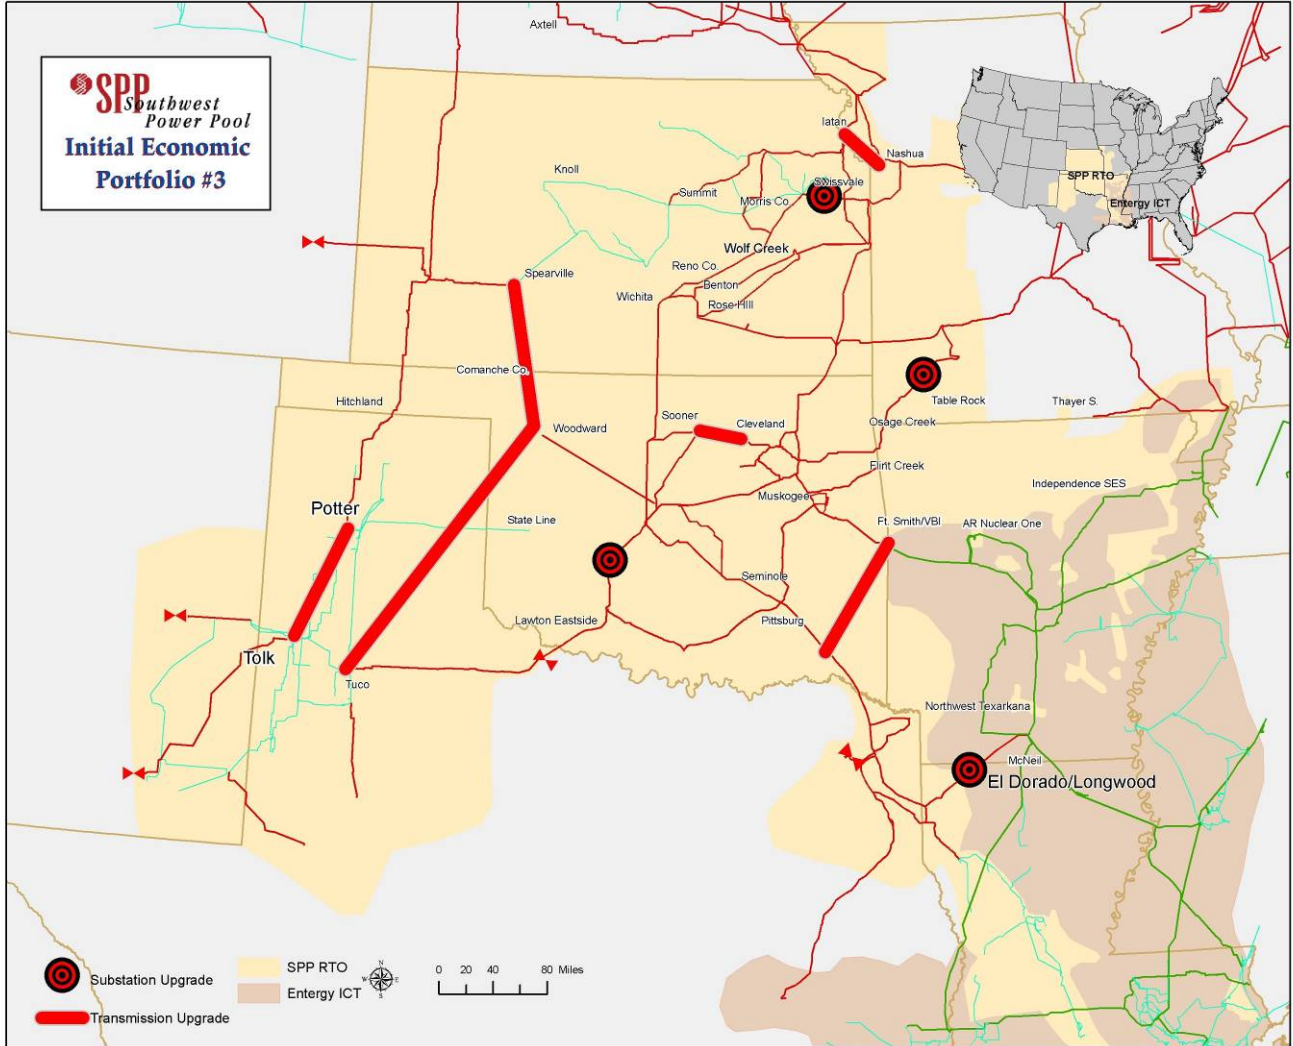 Axtell
SPP
Southwest
Power Pool
Initial Economic
Portfolio #3
Iatan
Nashua
Knoll
Summit
Swissvale
Morris Co.
SPP RTO
Entergy ICT
Wolf Creek
Reno Co.
Spearville
Benton
Wichita
Rose Hill
Comanche Co.
Table Rock
Thayer S.
Hitchland
Sooner
Cleveland
Osage Creek
Woodward
Flint Creek
Independence SES
Muskogee
Potter
State Line
Ft. Smith/VBI
AR Nuclear One
Seminole
Lawton Eastside
Pittsburg
Tolk
Tuco
Northwest Texarkana
McNeil
El Dorado/Longwood
Substation Upgrade
Transmission Upgrade
SPP RTO
Entergy ICT
N
W E
S
0 20 40 80 Miles